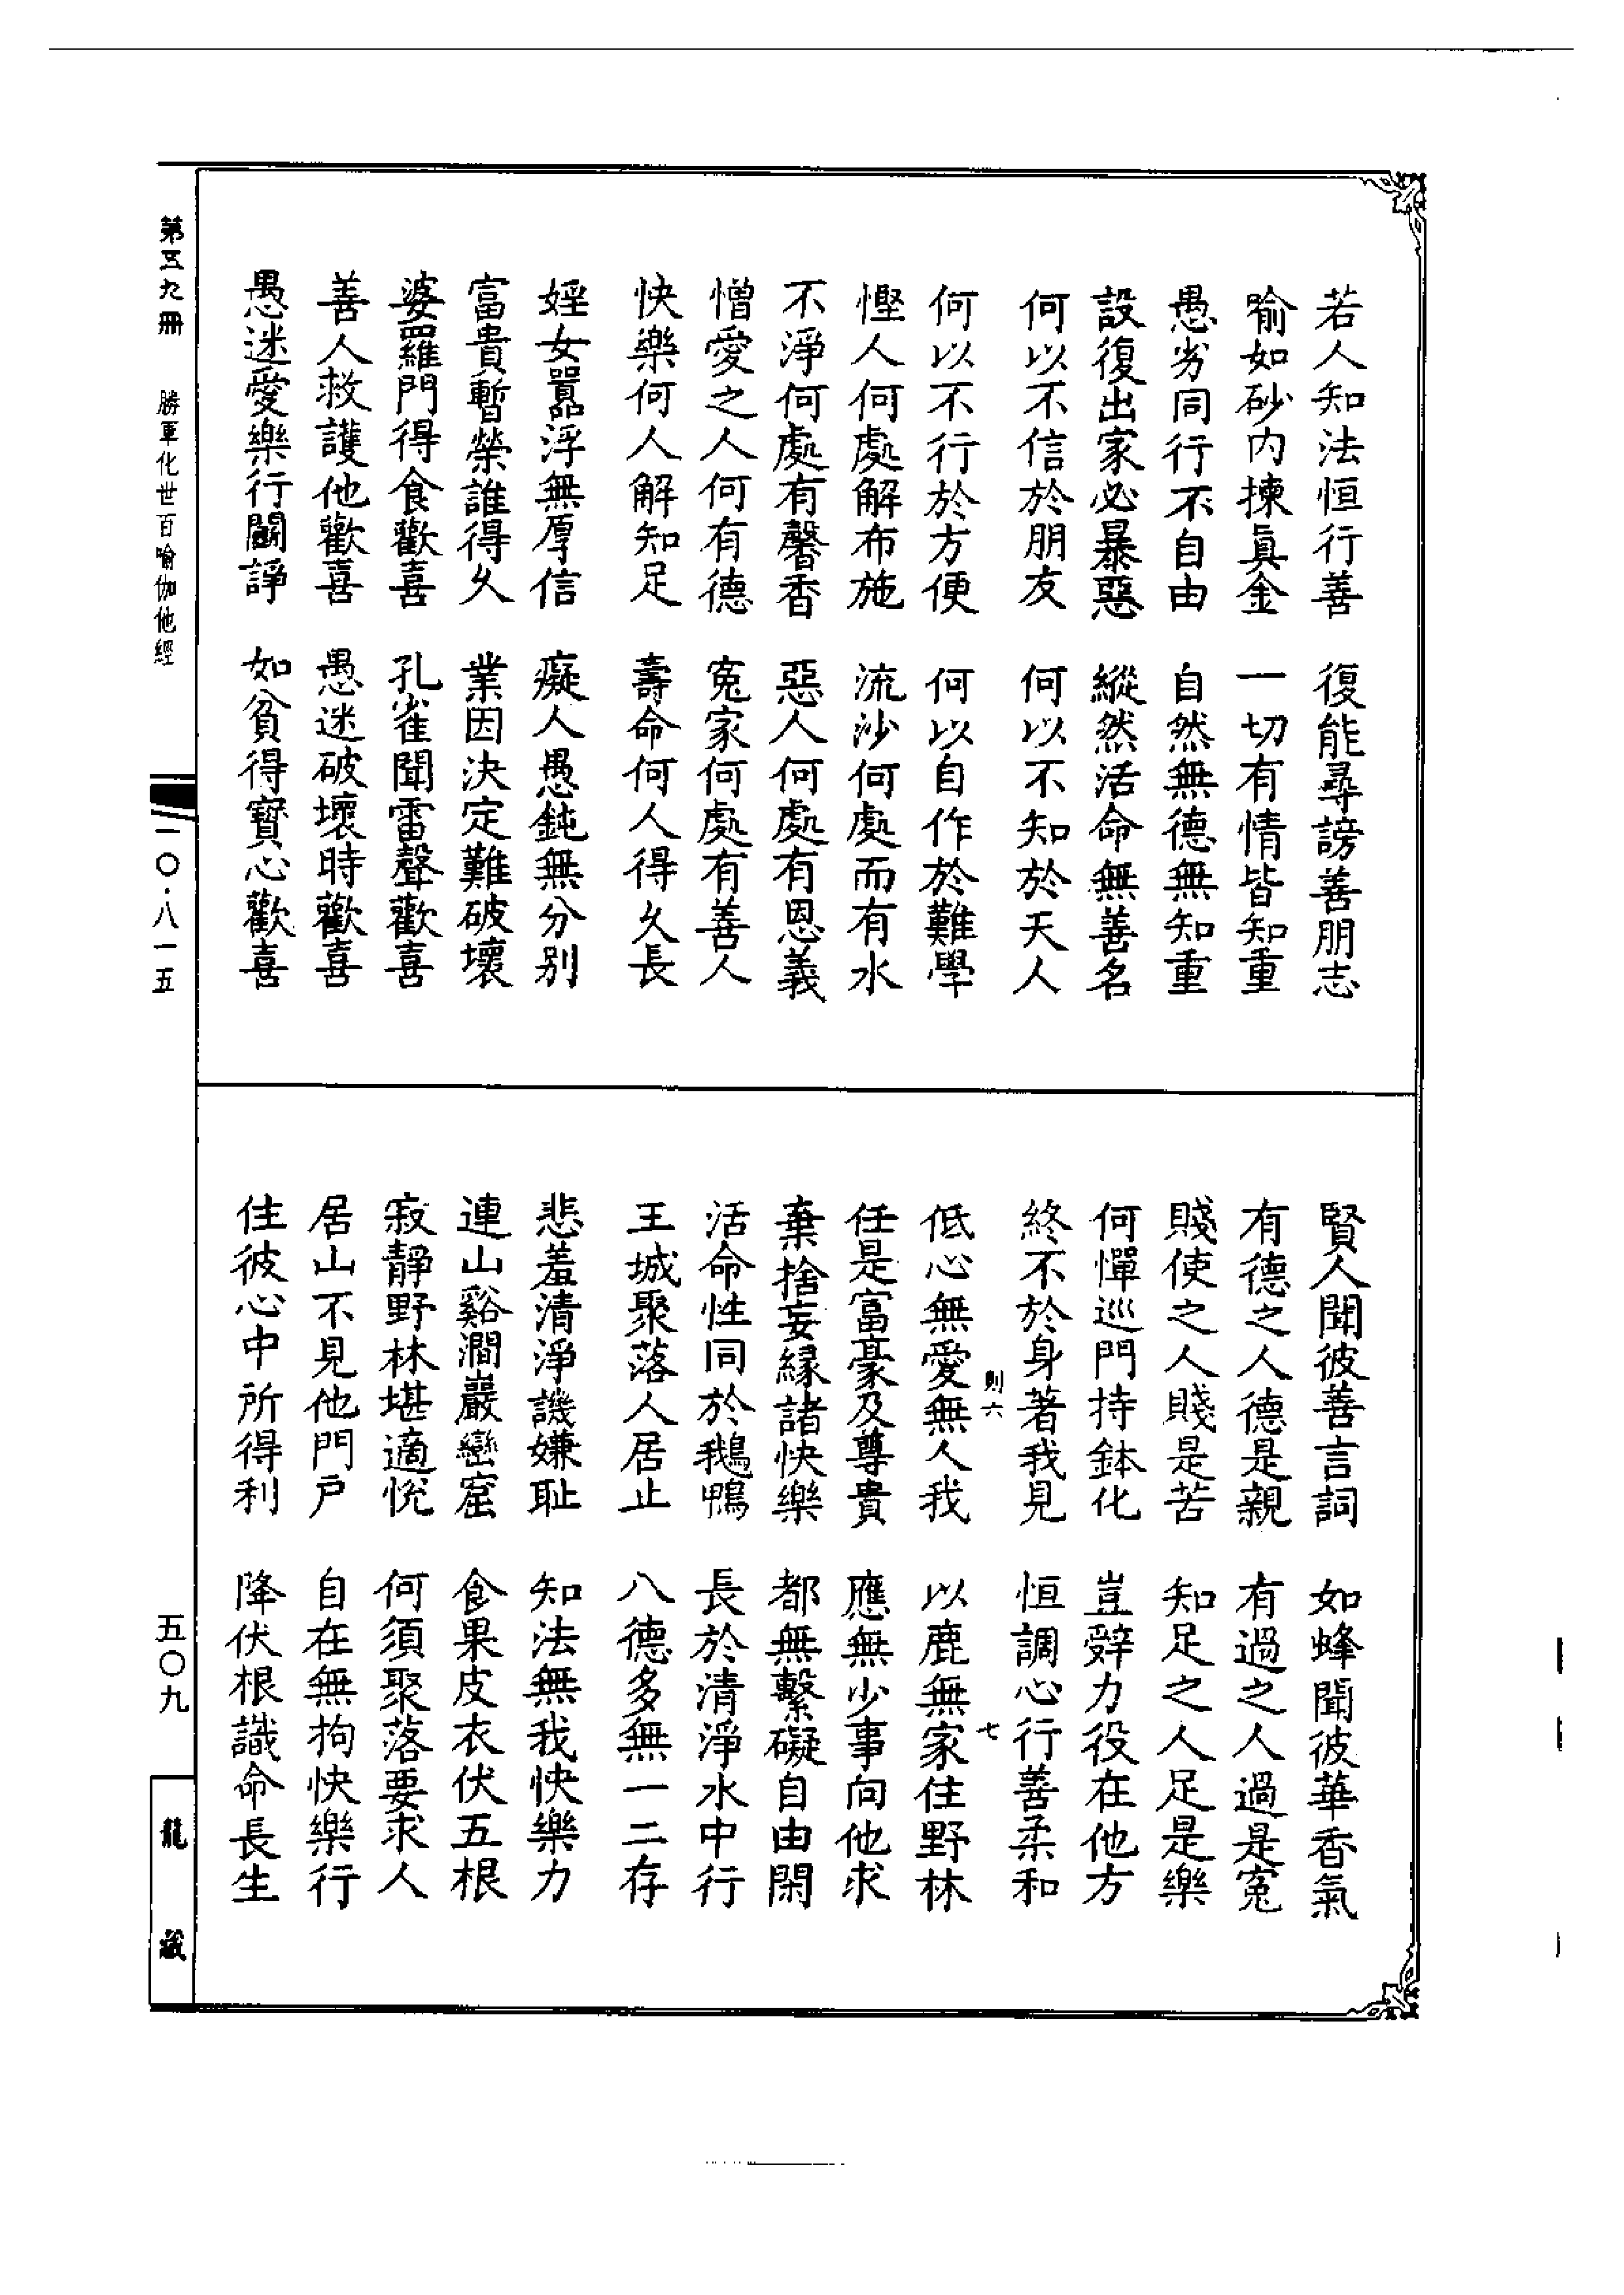 若人知法恒行善　復能尋謗善朋志
喻如砂内揀眞金　一切有情皆知重
愚劣同行不自由　自然無德無知重
設復出家必暴惡　縱然活命無善名
何以不信於朋友　何以不知於天人
何以不行於方便　何以自作於難學
慳人何處解布施　流沙何處而有水
不淨何處有馨香　惡人何處有恩義
憎愛之人何有德　寃家何處有善人
快樂何人解知足　壽命何人得久長
婬女囂浮無厚信　癡人愚鈍無分别
富貴暫榮誰得久　業因決定難破壞
婆羅門得食歡喜　孔雀聞雷聲歡喜
善人救護他歡喜　愚迷破壞時歡喜
愚迷愛樂行鬭諍　如貧得寳心歡喜
賢人聞彼善言詞　如蜂聞彼華香氣
有德之人德是親　有過之人過是寃
賤使之人賤是苦　知足之人足是樂
何憚巡門持鉢化　豈辤力役在他方
終不於身著我見　恒調心行善柔和
則六　七
低心無愛無人我　以鹿無家住野林
任是富豪及尊貴　應無少事向他求
棄捨妄緣諸快樂　都無繫礙自由閑
活命性同於鵝鴨　長於清淨水中行
王城聚落人居止　八德多無一二存
悲羞清淨譏嫌耻　知法無我快樂力
連山谿澗巖巒窟　食果皮衣伏五根
寂靜野林堪適悅　何須聚落要求人
居山不見他門户　自在無拘快樂行
住彼心中所得利　降伏根識命長生
第五九冊　勝軍化世百喻伽他經
一〇·八一五
五〇九
龍藏